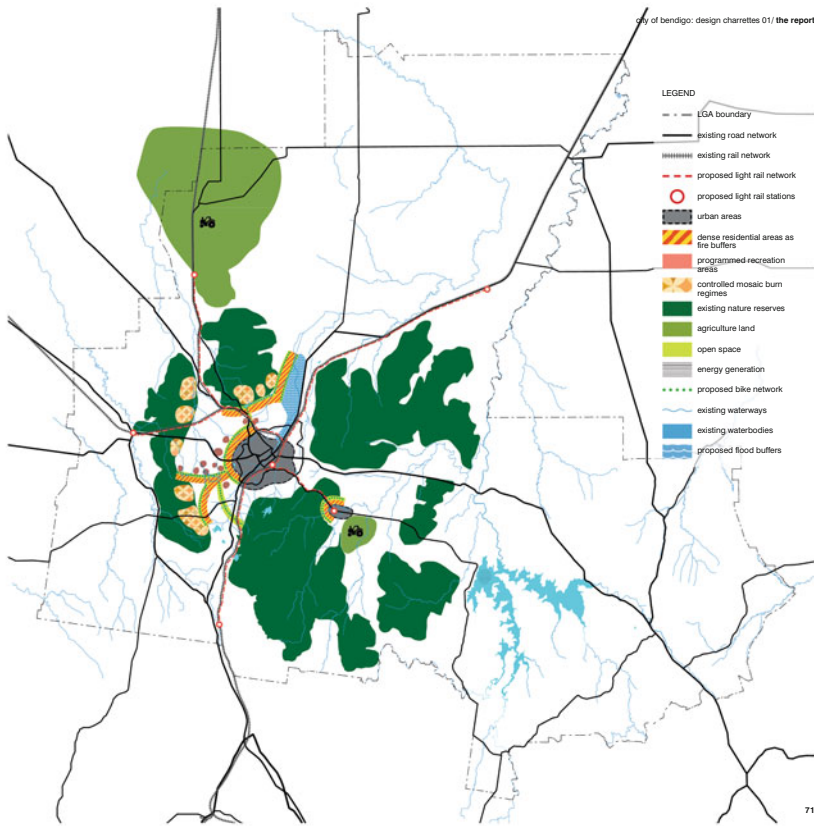 city of bendigo: design charrettes 01/ the report
LEGEND
LGA boundary
existing road network
existing rail network
proposed light rail network
proposed light rail stations
urban areas
dense residential areas as
fire buffers
programmed recreation
areas
controlled mosaic burn
regimes
existing nature reserves
agriculture land
open space
energy generation
proposed bike network
existing waterways
existing waterbodies
proposed flood buffers
71